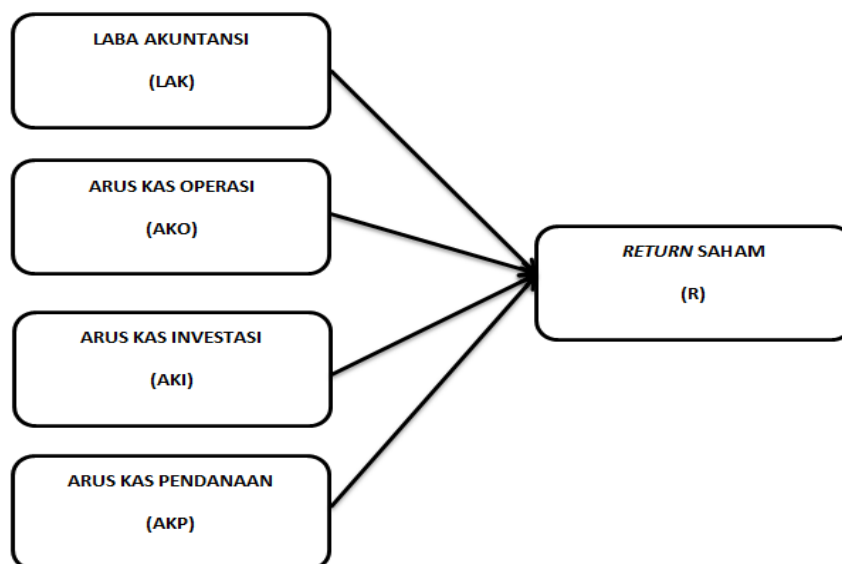 LABA AKUNTANSI
(LAK)
ARUS KAS OPERASI
(AKO)
ARUS KAS INVESTASI
(AKI)
ARUS KAS PENDANAAN
(AKP)
RETURN SAHAM
(R)